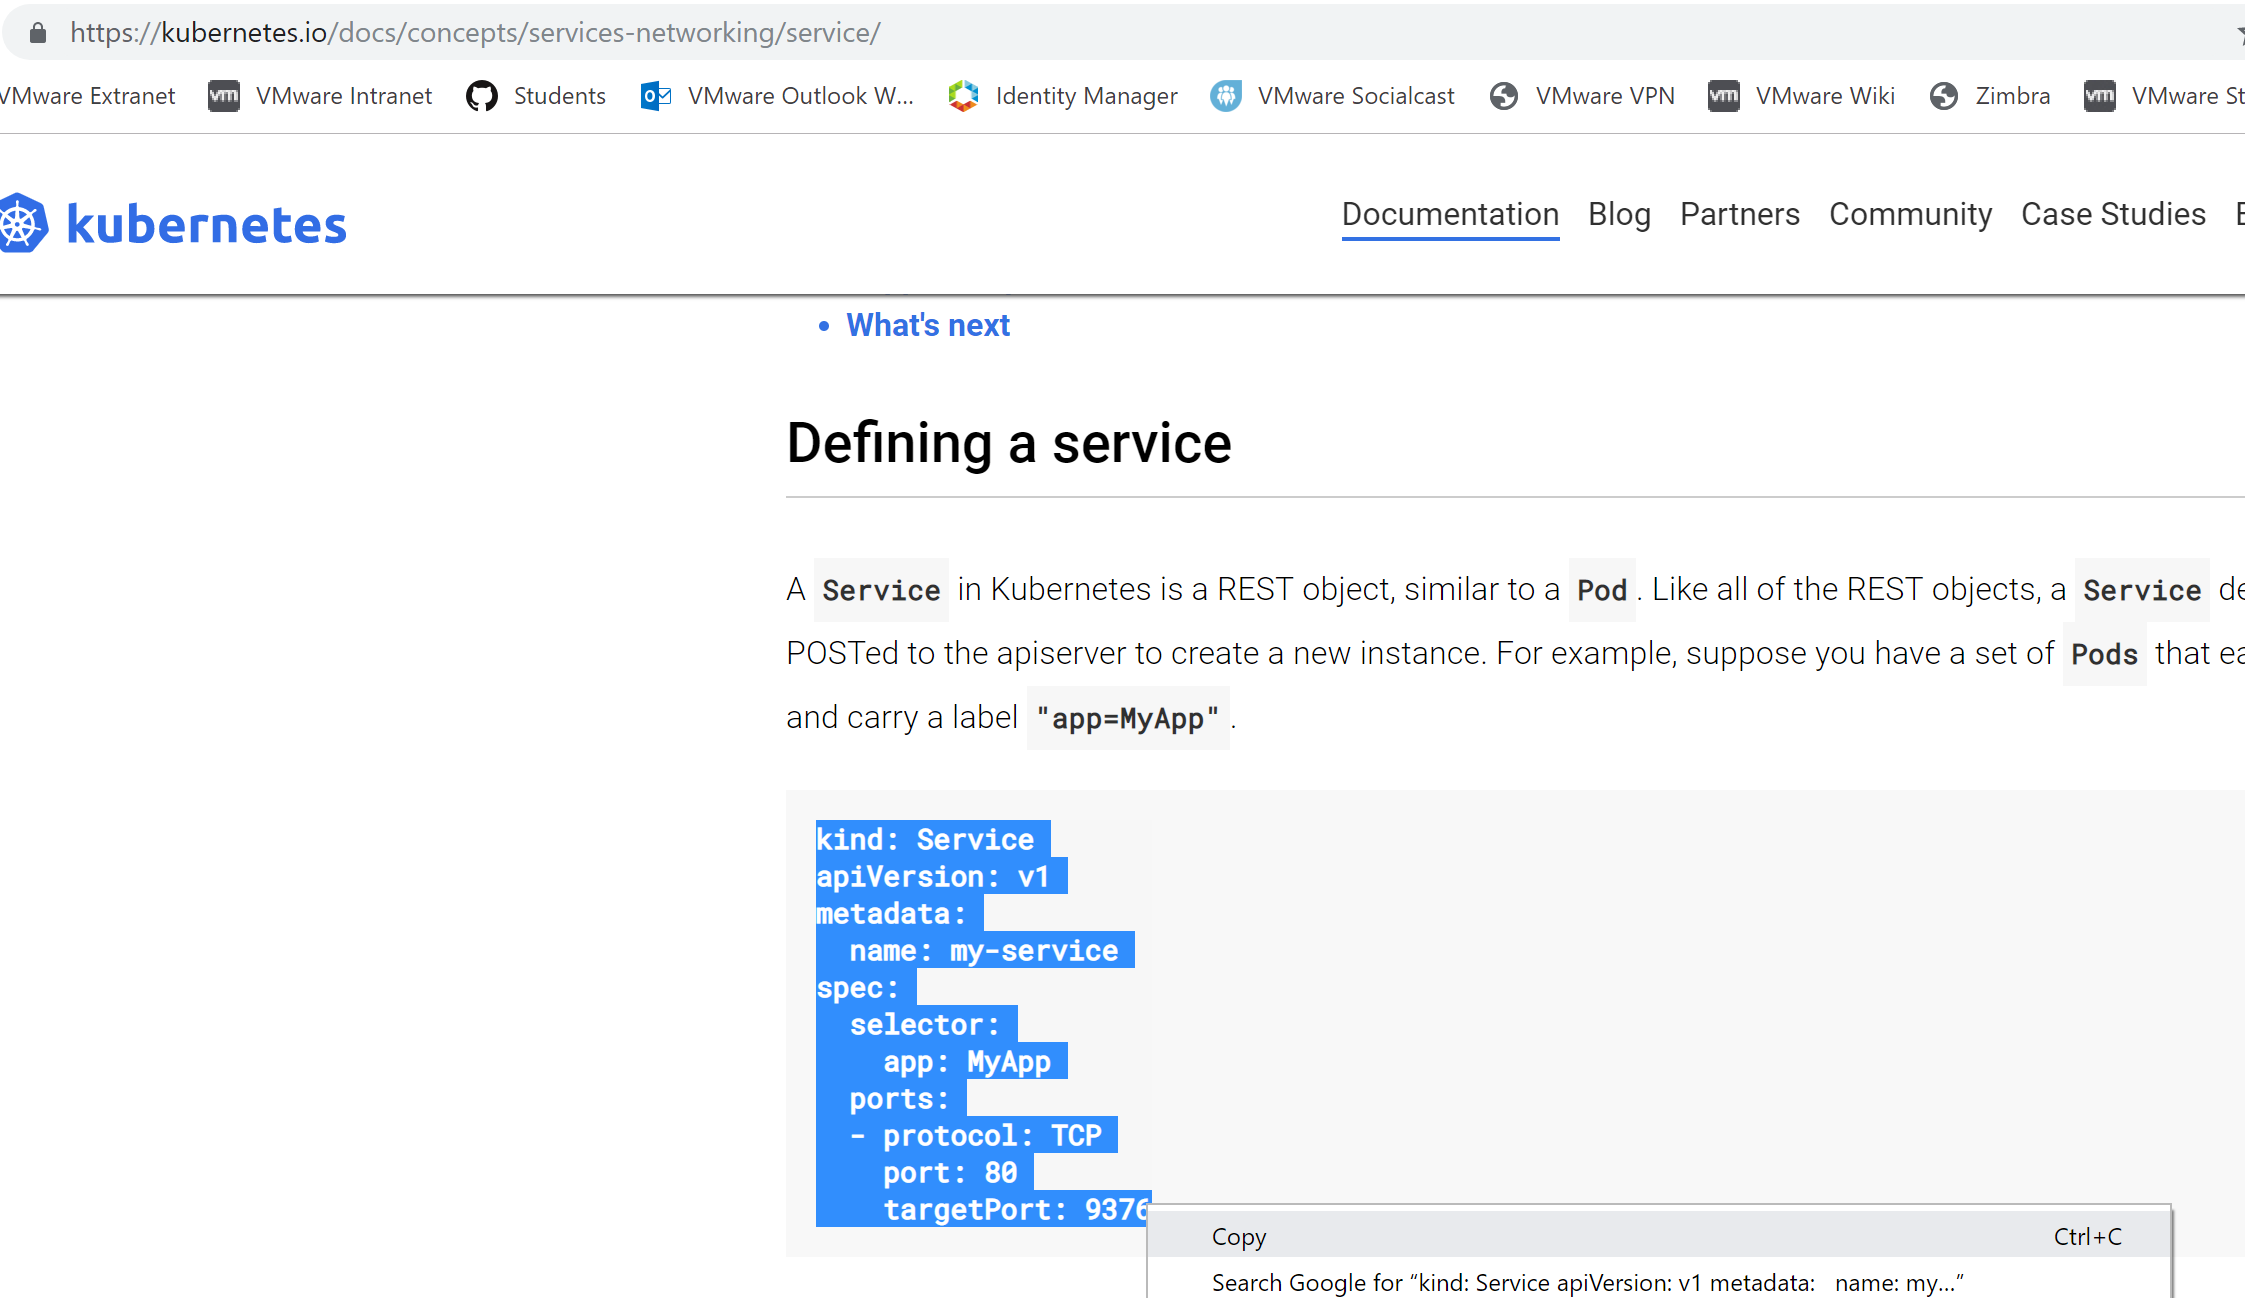 https://kubernetes.io/docs/concepts/services-networking/service/
VMware Extranet VMware Intranet Students VMware Outlook W... Identity Manager VMware Socialcast VMware VPN VMware Wiki Zimbra VMware St
kubernetes
Documentation Blog Partners Community Case Studies
What's next
Defining a service
A Service in Kubernetes is a REST object, similar to a Pod. Like all of the REST objects, a Service de
POSTed to the apiserver to create a new instance. For example, suppose you have a set of Pods that ea
and carry a label "app=MyApp".
kind: Service
apiVersion: v1
metadata:
  name: my-service
spec:
  selector:
    app: MyApp
  ports:
  - protocol: TCP
    port: 80
    targetPort: 9376
Copy Ctrl+C
Search Google for “kind: Service apiVersion: v1 metadata:   name: my...”